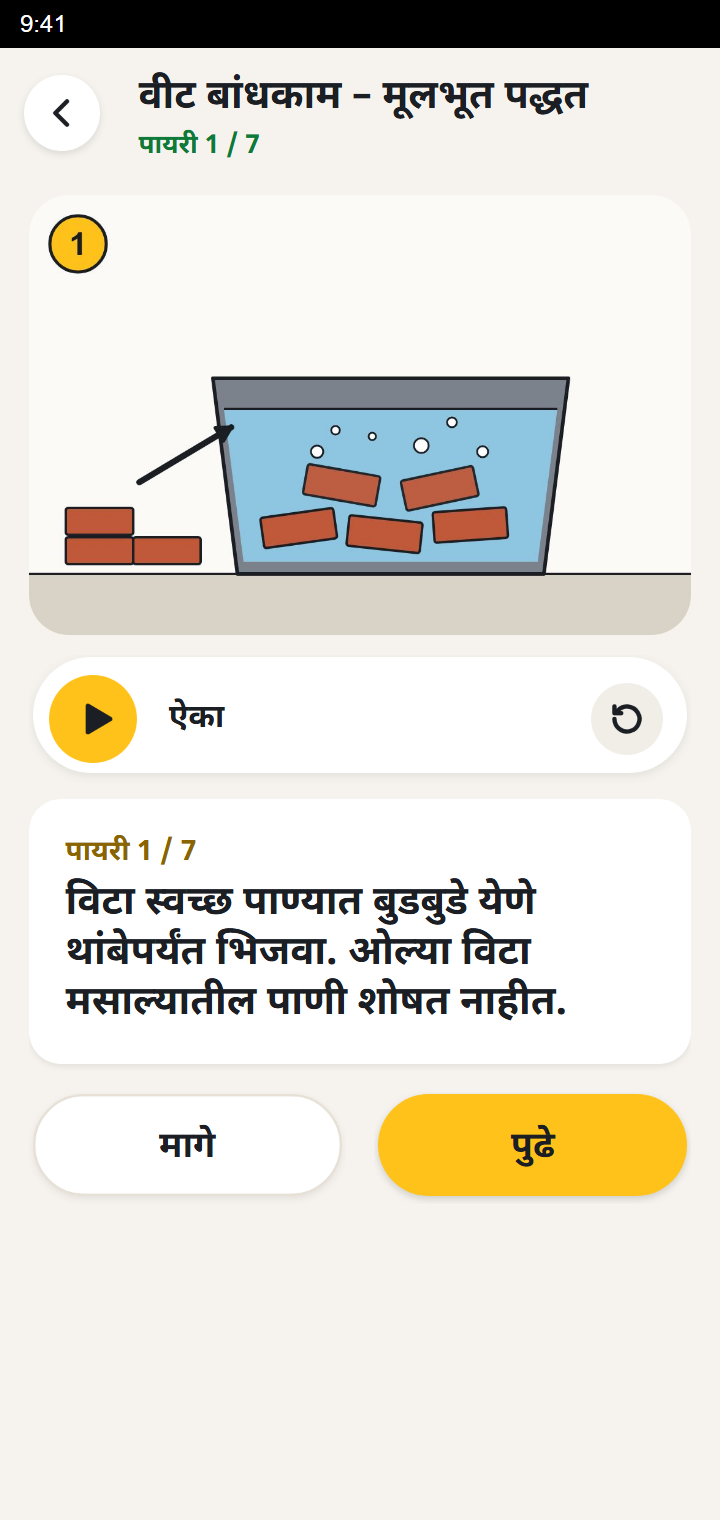 9:41
वीट बांधकाम – मूलभूत पद्धत
पायरी 1 / 7
1
ऐका
पायरी 1 / 7
विटा स्वच्छ पाण्यात बुडबुडे येणे
थांबेपर्यंत भिजवा. ओल्या विटा
मसाल्यातील पाणी शोषत नाहीत.
मागे
पुढे